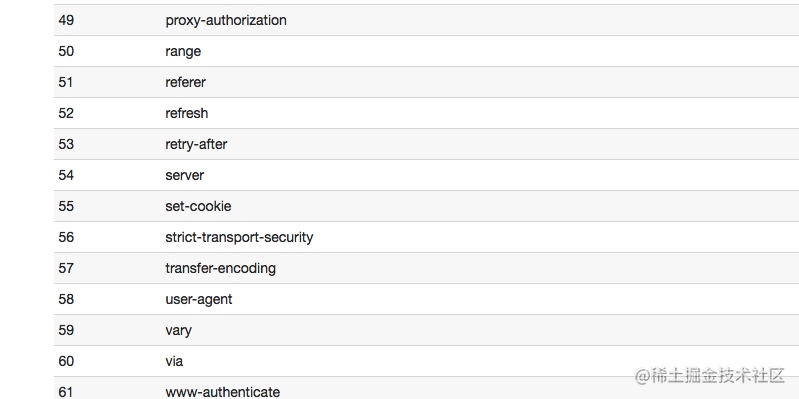 49 proxy-authorization
50 range
51 referer
52 refresh
53 retry-after
54 server
55 set-cookie
56 strict-transport-security
57 transfer-encoding
58 user-agent
59 vary
60 via
61 www-authenticate
@稀土掘金技术社区